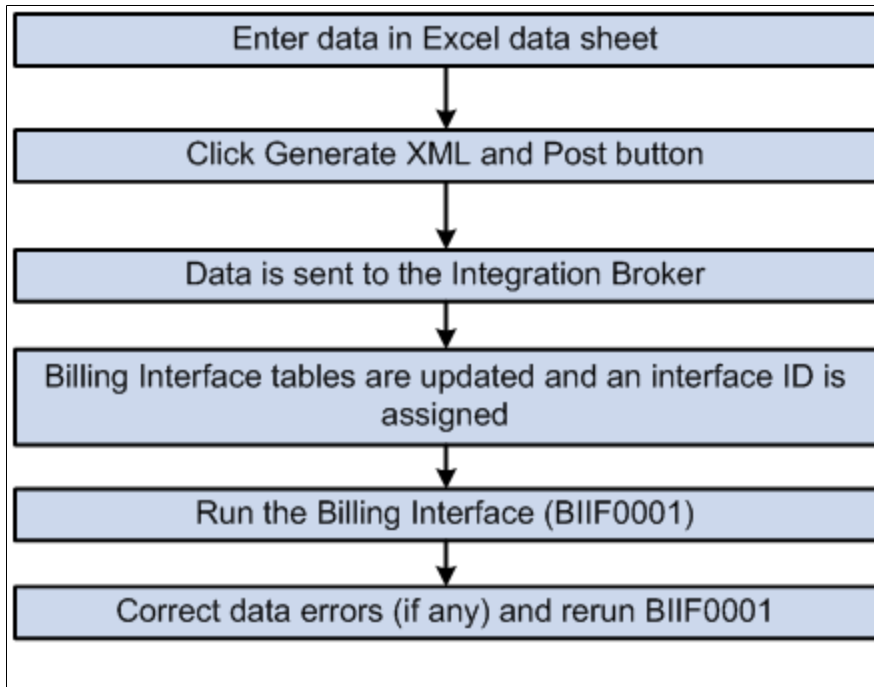 Enter data in Excel data sheet
Click Generate XML and Post button
Data is sent to the Integration Broker
Billing Interface tables are updated and an interface ID is
assigned
Run the Billing Interface (BIIF0001)
Correct data errors (if any) and rerun BIIF0001